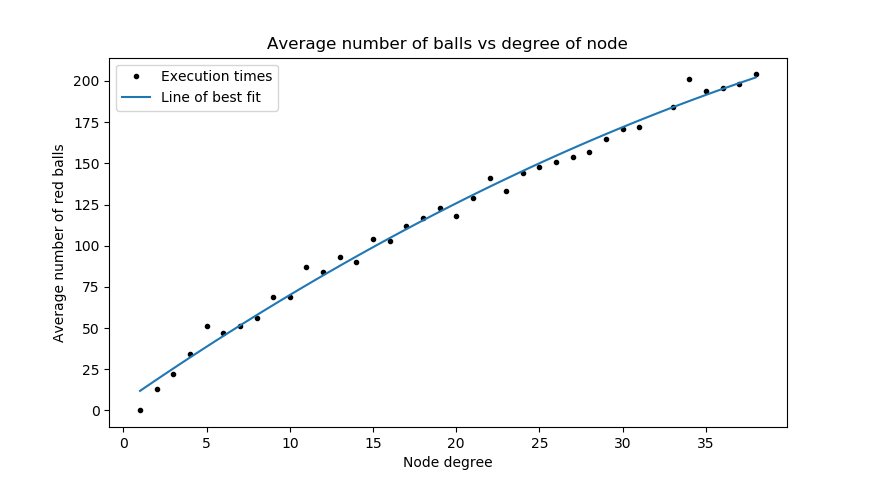 Average number of balls vs degree of node
Execution times
Line of best fit
Average number of red balls
200
175
150
125
100
75
50
25
0
0 5 10 15 20 25 30 35
Node degree